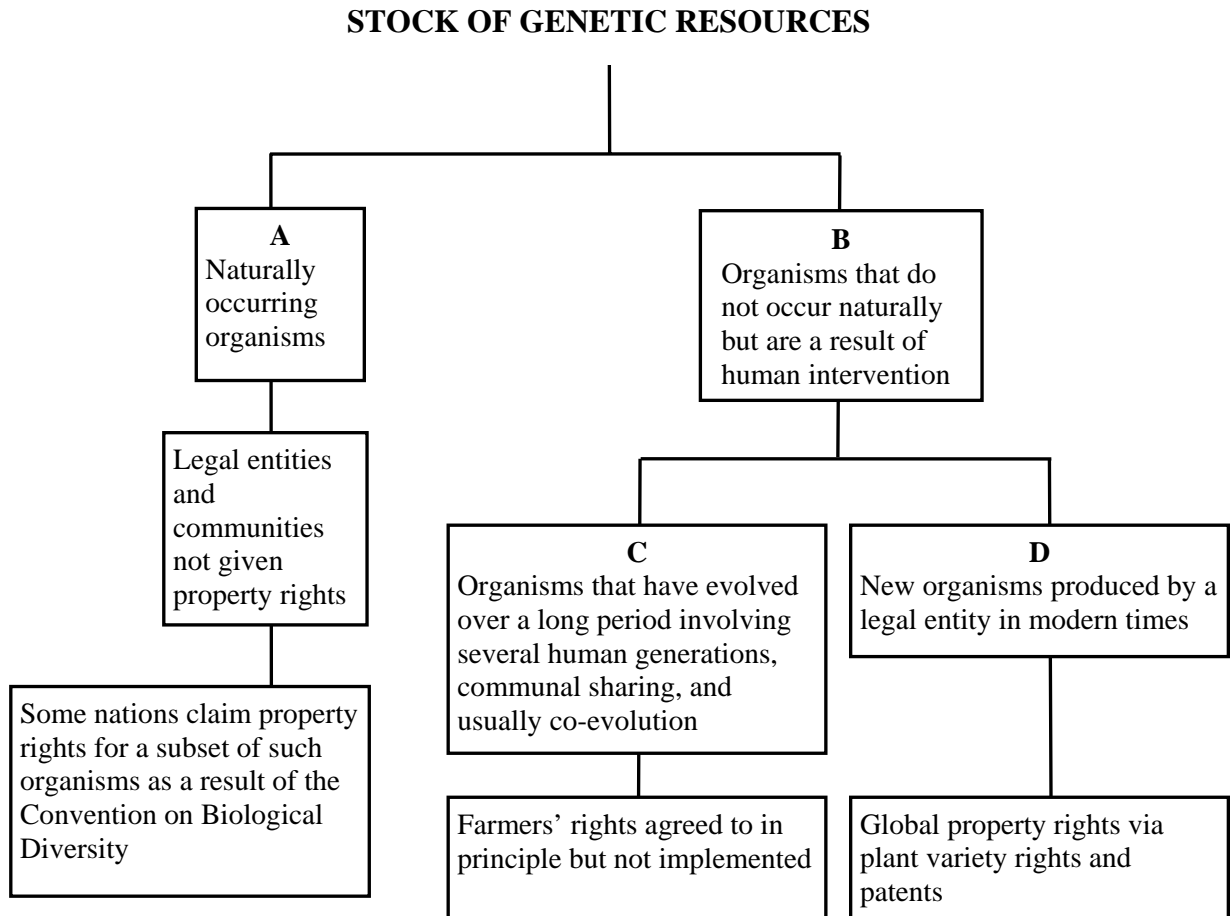 STOCK OF GENETIC RESOURCES
A
Naturally
occurring
organisms
B
Organisms that do
not occur naturally
but are a result of
human intervention
Legal entities
and
communities
not given
property rights
C
Organisms that have evolved
over a long period involving
several human generations,
communal sharing, and
usually co-evolution
D
New organisms produced by a
legal entity in modern times
Some nations claim property
rights for a subset of such
organisms as a result of the
Convention on Biological
Diversity
Farmers’ rights agreed to in
principle but not implemented
Global property rights via
plant variety rights and
patents